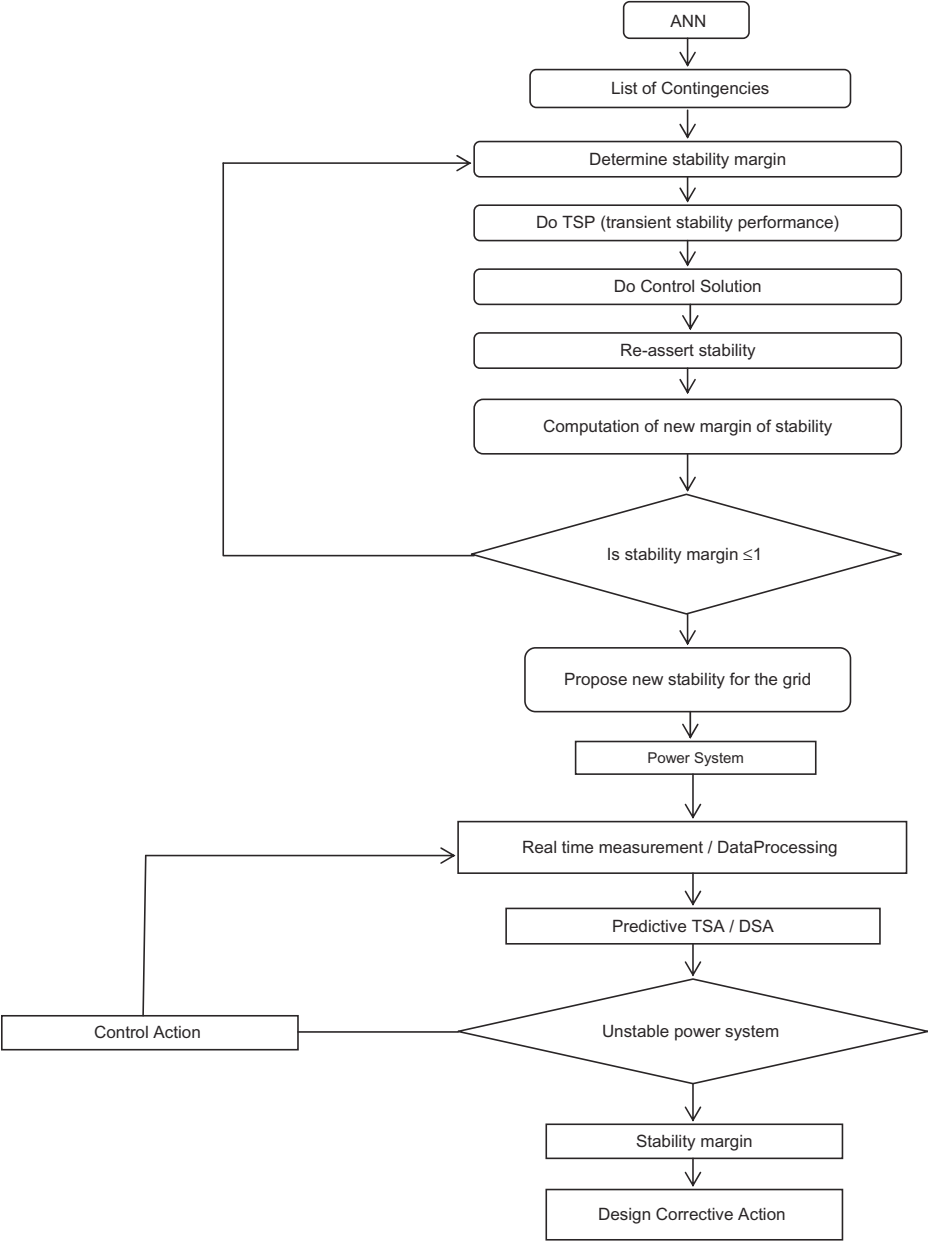 ANN
List of Contingencies
Determine stability margin
Do TSP (transient stability performance)
Do Control Solution
Re-assert stability
Computation of new margin of stability
Is stability margin ≤1
Propose new stability for the grid
Power System
Real time measurement / DataProcessing
Predictive TSA / DSA
Control Action
Unstable power system
Stability margin
Design Corrective Action